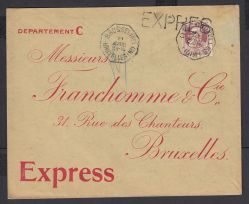 DEPARTEMENT C
EXPRES
Messieurs
Franchomme & Cie
31, Rue des Chanteurs,
Bruxelles.
Express